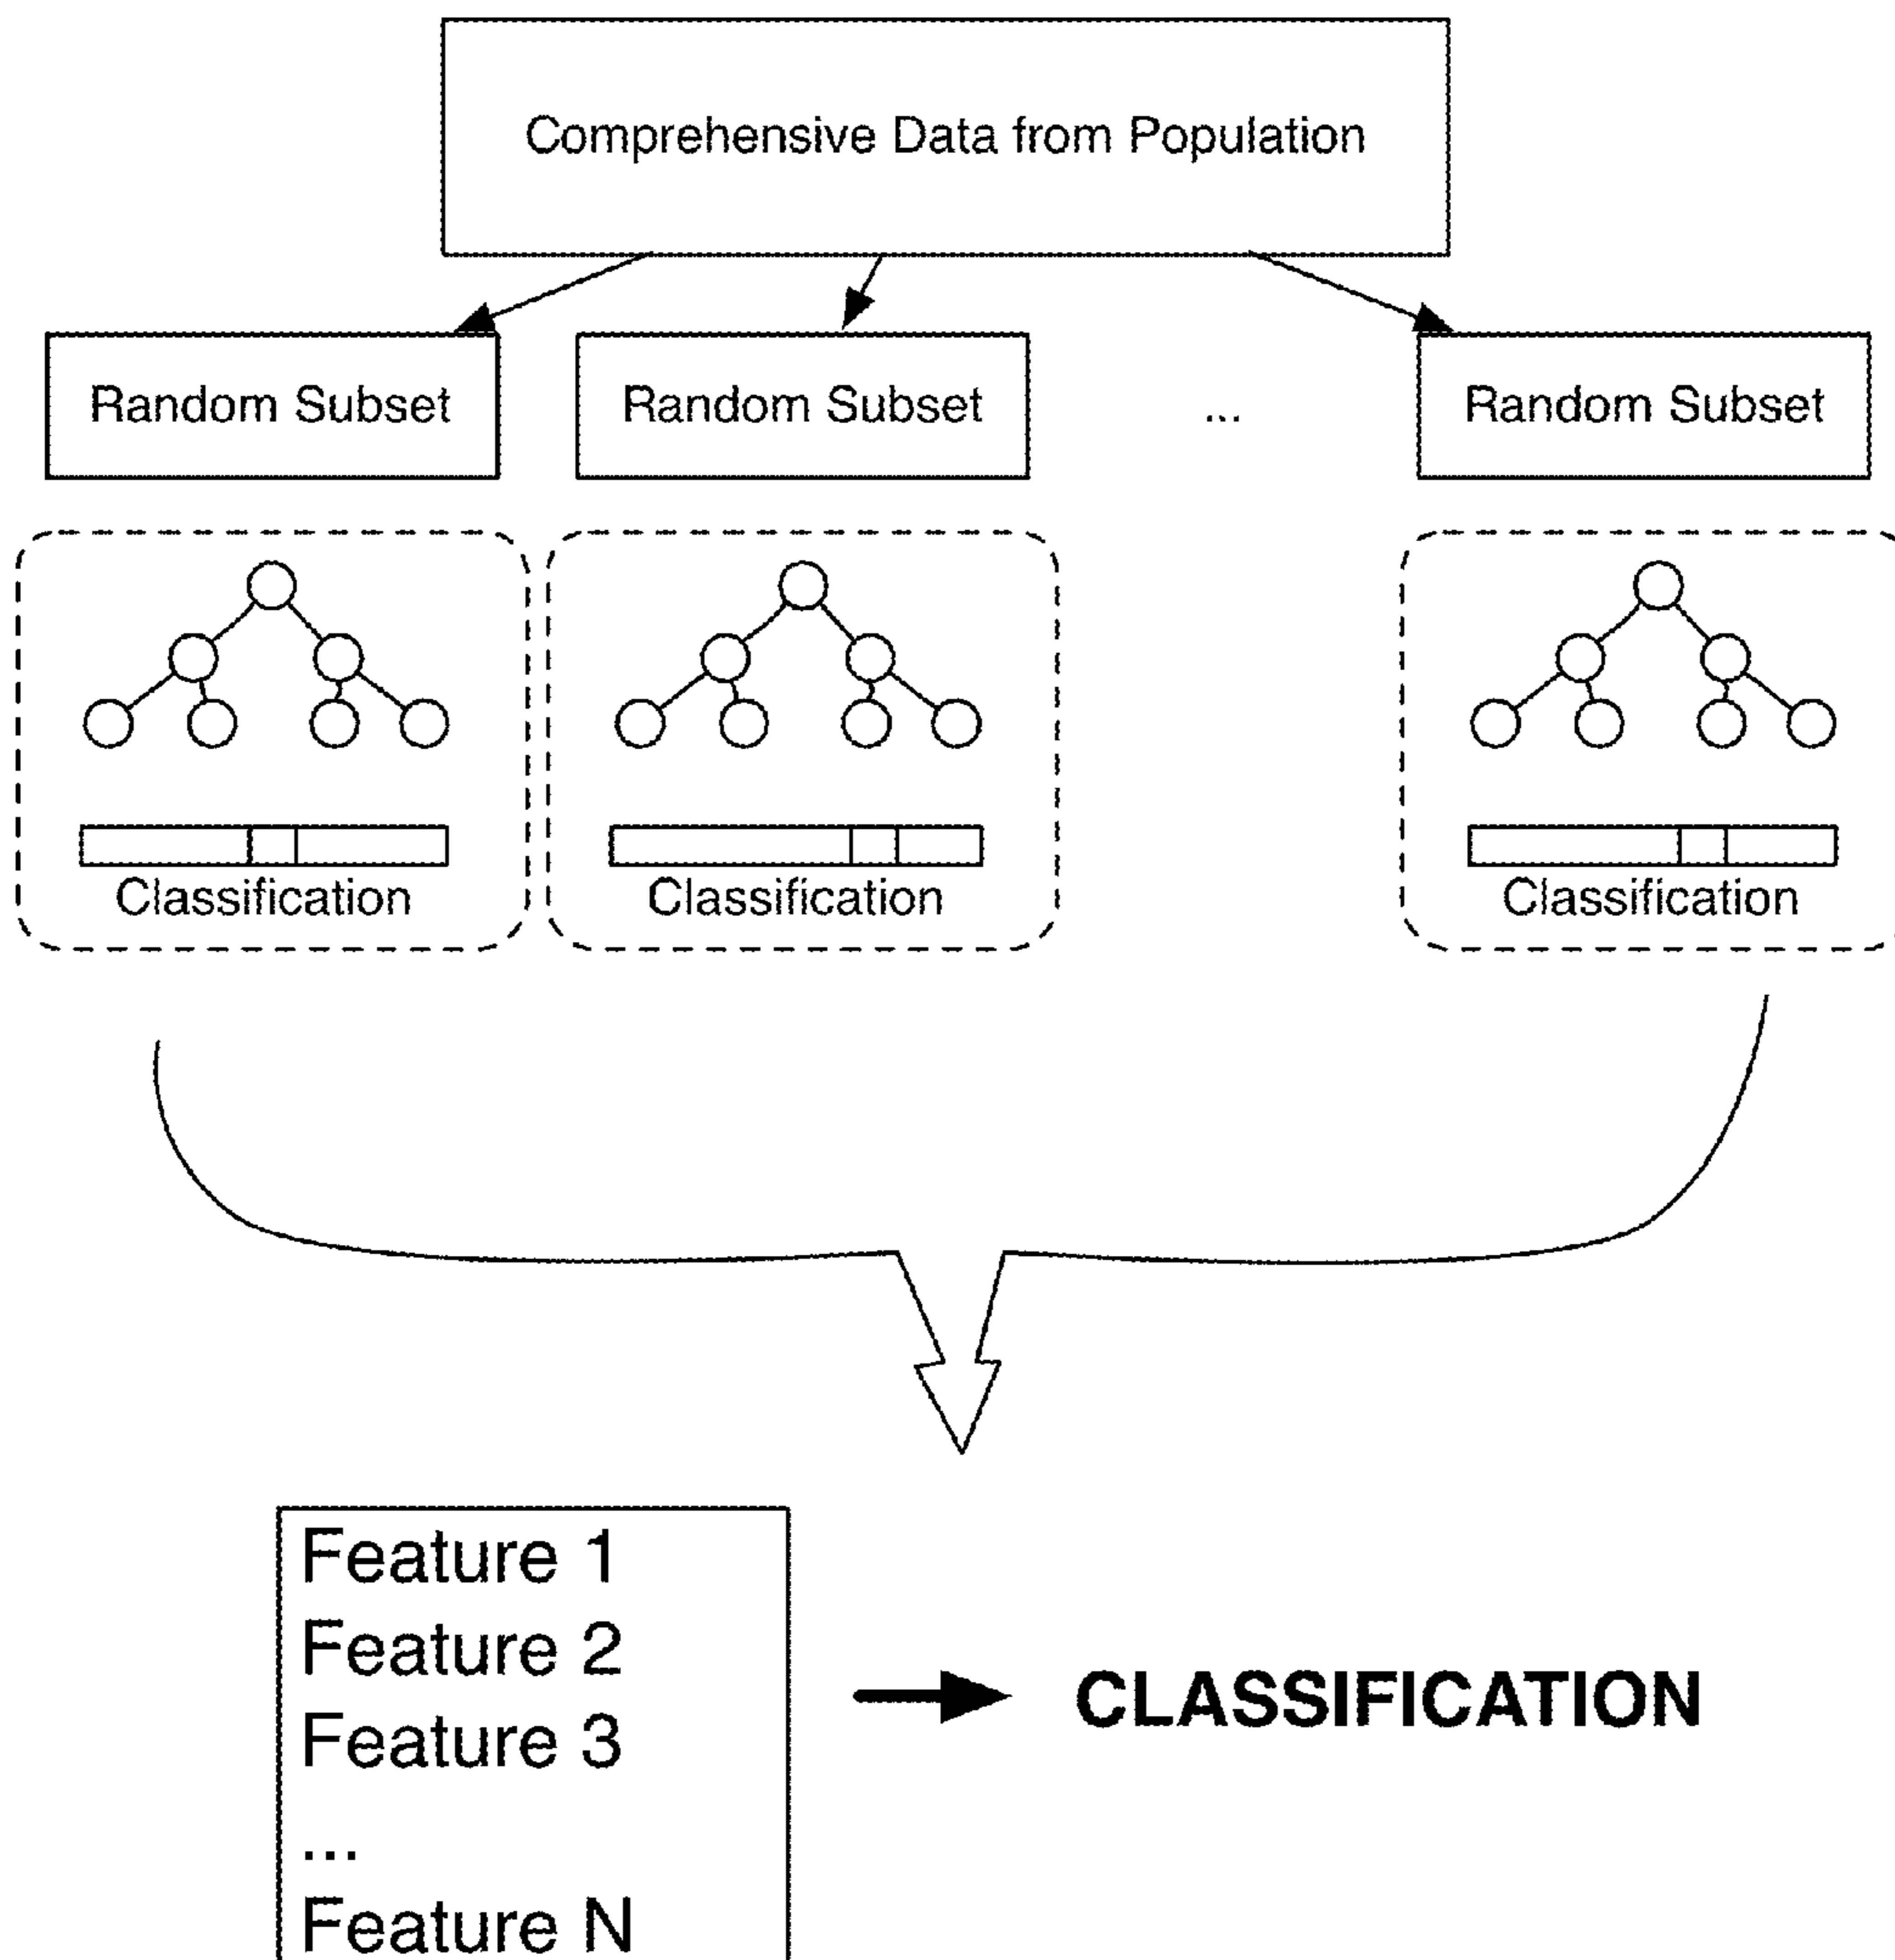 Comprehensive Data from Population
Random Subset
Random Subset
...
Random Subset
Classification
Classification
Classification
Feature 1
Feature 2
Feature 3
...
Feature N
CLASSIFICATION